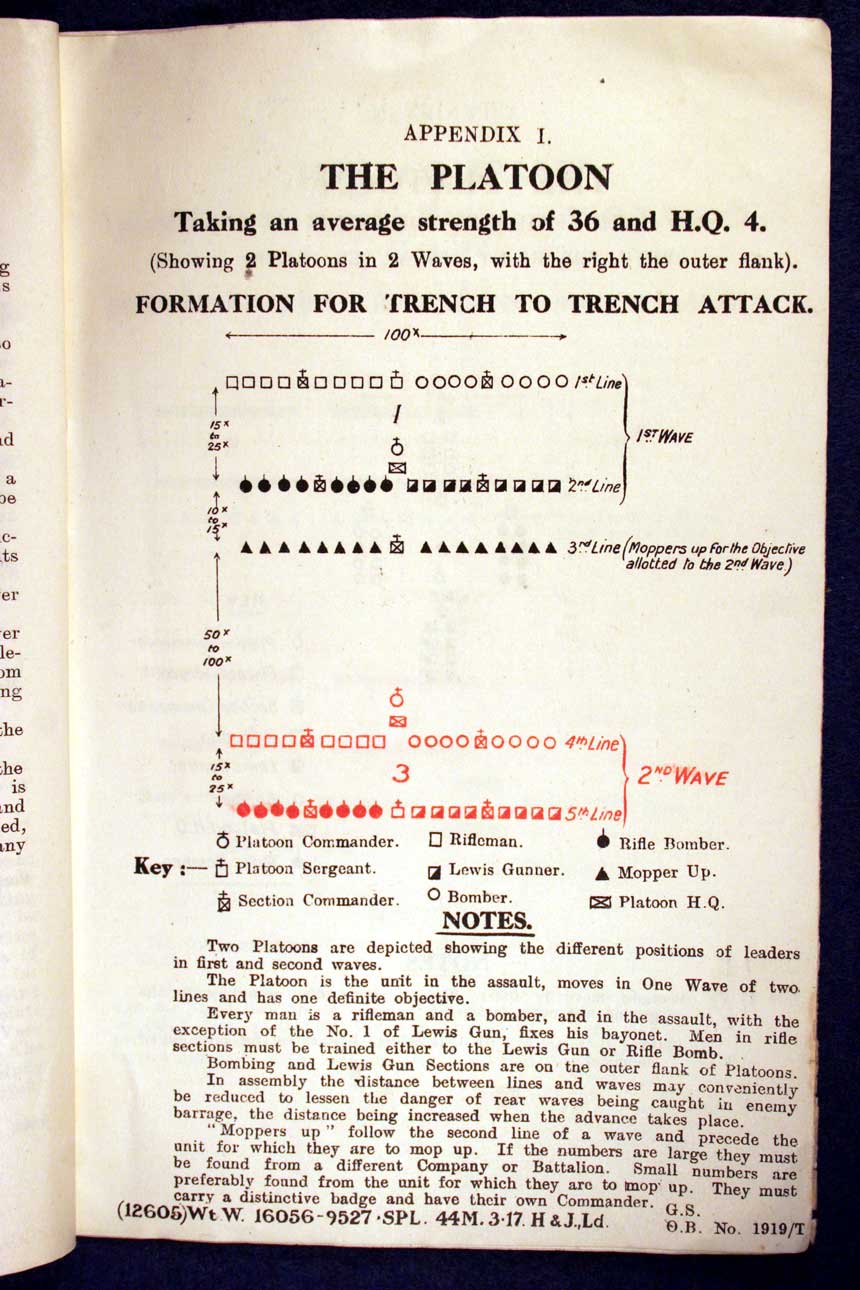 APPENDIX I.
THE PLATOON
Taking an average strength of 36 and H.Q. 4.
(Showing 2 Platoons in 2 Waves, with the right the outer flank).
FORMATION FOR TRENCH TO TRENCH ATTACK.
100x
1st Line
15x
to
25x
1
1ST WAVE
2nd Line
10x
to
15x
3rd Line (Moppers up for the Objective
allotted to the 2nd Wave)
50x
to
100x
4th Line
15x
to
25x
3
2ND WAVE
5th Line
Platoon Commander. Rifleman. Rifle Bomber.
Key :— Platoon Sergeant. Lewis Gunner. Mopper Up.
Section Commander. Bomber. Platoon H.Q.
NOTES.
Two Platoons are depicted showing the different positions of leaders
in first and second waves.
The Platoon is the unit in the assault, moves in One Wave of two
lines and has one definite objective.
Every man is a rifleman and a bomber, and in the assault, with the
exception of the No. 1 of Lewis Gun, fixes his bayonet. Men in rifle
sections must be trained either to the Lewis Gun or Rifle Bomb.
Bombing and Lewis Gun Sections are on the outer flank of Platoons.
In assembly the distance between lines and waves may conveniently
be reduced to lessen the danger of rear waves being caught in enemy
barrage, the distance being increased when the advance takes place.
"Moppers up" follow the second line of a wave and precede the
unit for which they are to mop up. If the numbers are large they must
be found from a different Company or Battalion. Small numbers are
preferably found from the unit for which they are to mop up. They must
carry a distinctive badge and have their own Commander.
(12605) Wt W. 16056-9527 · SPL. 44M. 3·17. H & J., Ld.
G.S.
O.B. No. 1919/T
g
s
o
a-
r-
d
a
be
c-
ts
er
er
le-
om
ng
the
the
is
and
ed,
any